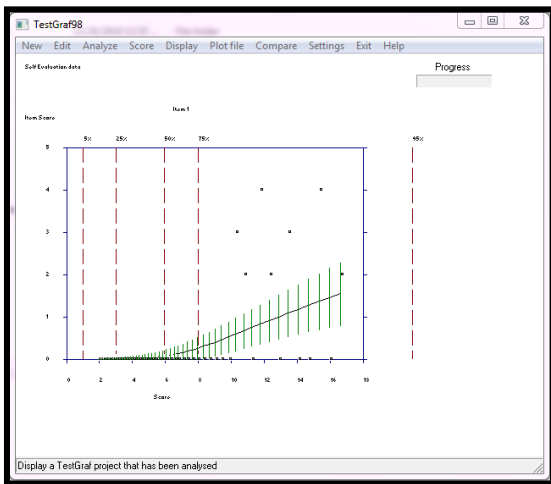 TestGraf98
New Edit Analyze Score Display Plot file Compare Settings Exit Help
Self Evaluation data
Progress
Item 1
Item Score
5% 25% 50% 75% 95%
5
4
3
2
1
0
0 2 4 6 8 10 12 14 16 18
Score
Display a TestGraf project that has been analysed